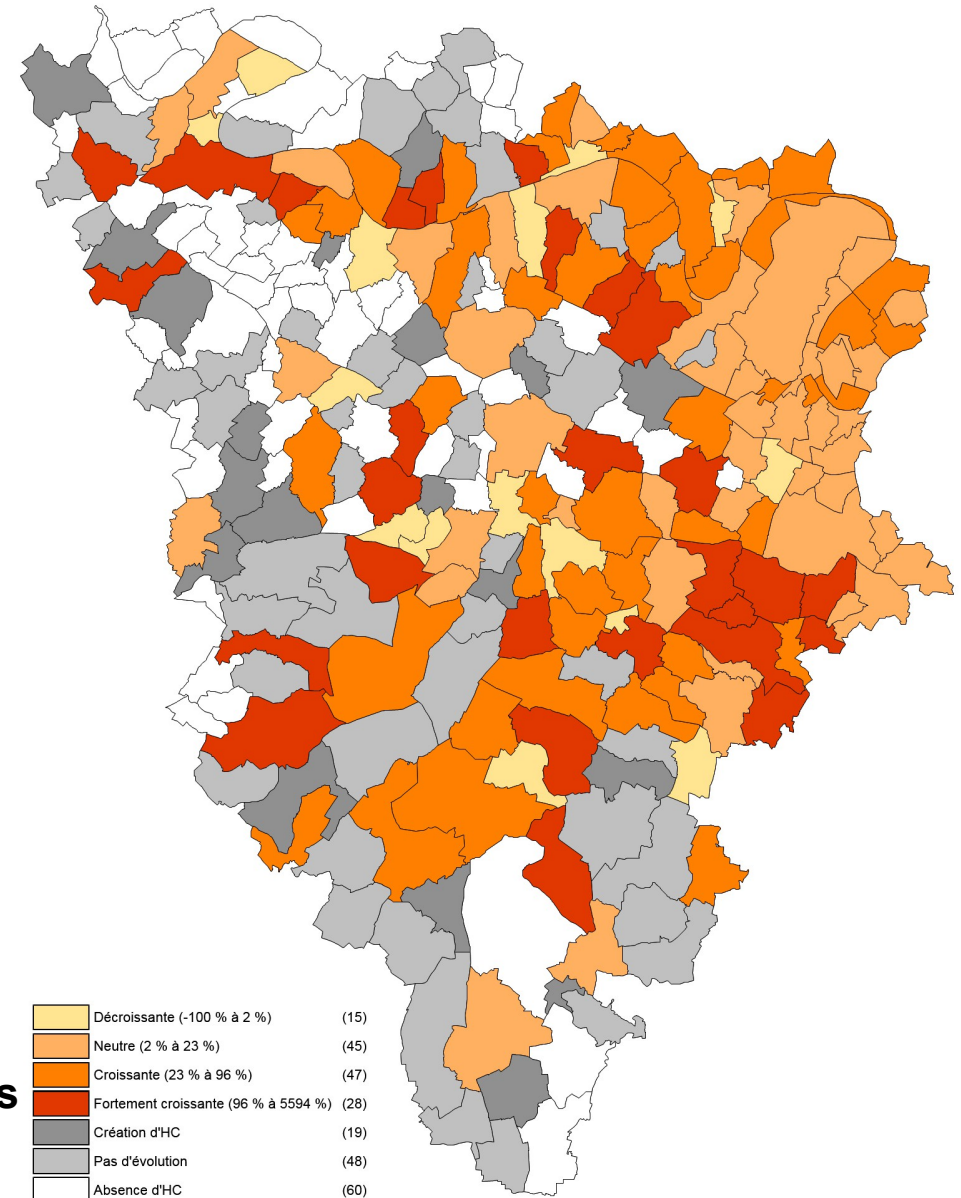 Décroissante (-100 % à 2 %) (15)
Neutre (2 % à 23 %) (45)
Croissante (23 % à 96 %) (47)
s Fortement croissante (96 % à 5594 %) (28)
Création d'HC (19)
Pas d'évolution (48)
Absence d'HC (60)